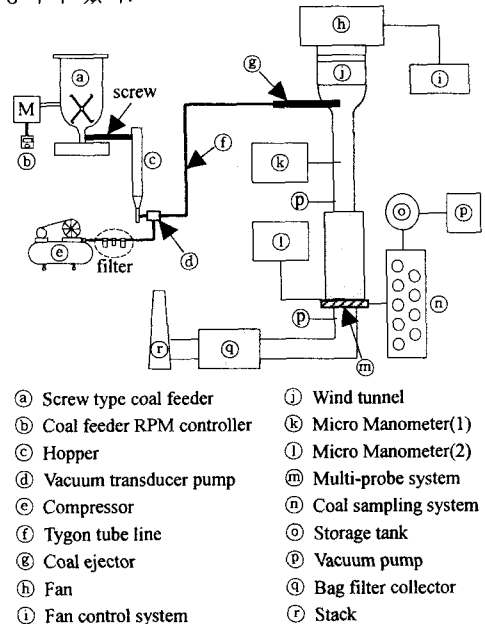 ⓗ
ⓐ
ⓙ
ⓖ
ⓘ
screw
M
ⓑ
ⓒ
ⓕ
ⓚ
ⓟ
ⓞ
ⓟ
ⓛ
ⓔ
filter
ⓓ
ⓝ
ⓟ
ⓡ
ⓠ
ⓜ
ⓐ Screw type coal feeder
ⓑ Coal feeder RPM controller
ⓒ Hopper
ⓓ Vacuum transducer pump
ⓔ Compressor
ⓕ Tygon tube line
ⓖ Coal ejector
ⓗ Fan
ⓘ Fan control system
ⓙ Wind tunnel
ⓚ Micro Manometer(1)
ⓛ Micro Manometer(2)
ⓜ Multi-probe system
ⓝ Coal sampling system
ⓞ Storage tank
ⓟ Vacuum pump
ⓠ Bag filter collector
ⓡ Stack